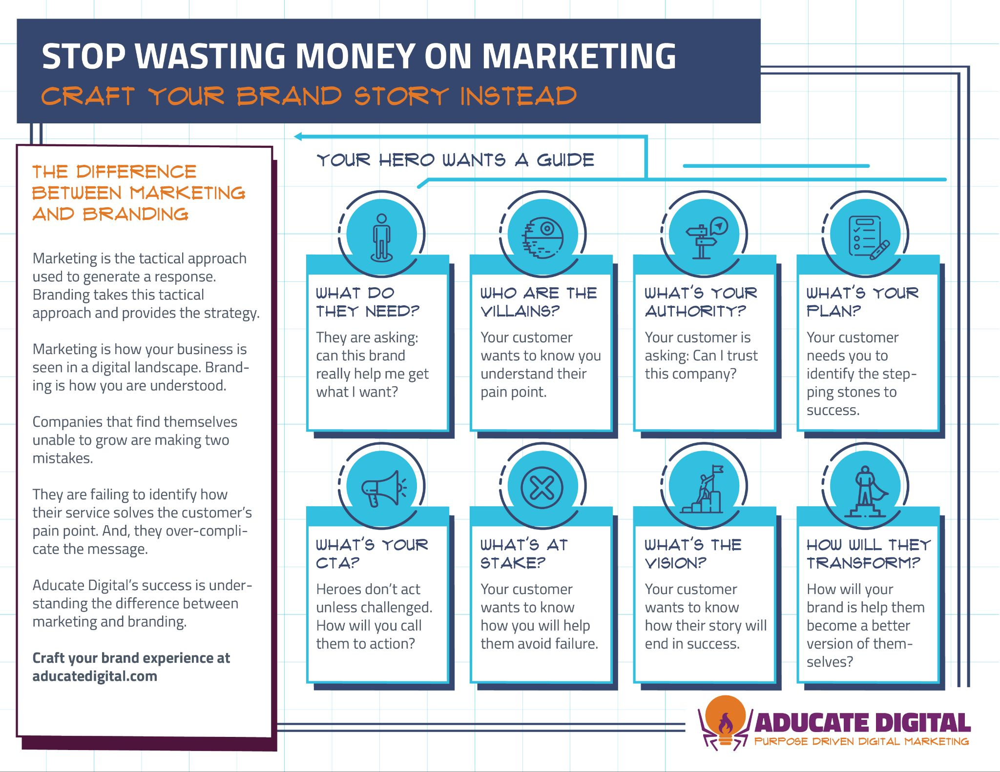 STOP WASTING MONEY ON MARKETING
CRAFT YOUR BRAND STORY INSTEAD
THE DIFFERENCE
BETWEEN MARKETING
AND BRANDING
Marketing is the tactical approach
used to generate a response.
Branding takes this tactical
approach and provides the strategy.
Marketing is how your business is
seen in a digital landscape. Brand-
ing is how you are understood.
Companies that find themselves
unable to grow are making two
mistakes.
They are failing to identify how
their service solves the customer's
pain point. And, they over-compli-
cate the message.
Aducate Digital's success is under-
standing the difference between
marketing and branding.
Craft your brand experience at
aducatedigital.com
YOUR HERO WANTS A GUIDE
WHAT DO
THEY NEED?
They are asking:
can this brand
really help me get
what I want?
WHO ARE THE
VILLAINS?
Your customer
wants to know you
understand their
pain point.
WHAT'S YOUR
AUTHORITY?
Your customer is
asking: Can I trust
this company?
WHAT'S YOUR
PLAN?
Your customer
needs you to
identify the step-
ping stones to
success.
WHAT'S YOUR
CTA?
Heroes don't act
unless challenged.
How will you call
them to action?
WHAT'S AT
STAKE?
Your customer
wants to know
how you will help
them avoid failure.
WHAT'S THE
VISION?
Your customer
wants to know
how their story will
end in success.
HOW WILL THEY
TRANSFORM?
How will your
brand is help them
become a better
version of them-
selves?
ADUCATE DIGITAL
PURPOSE DRIVEN DIGITAL MARKETING